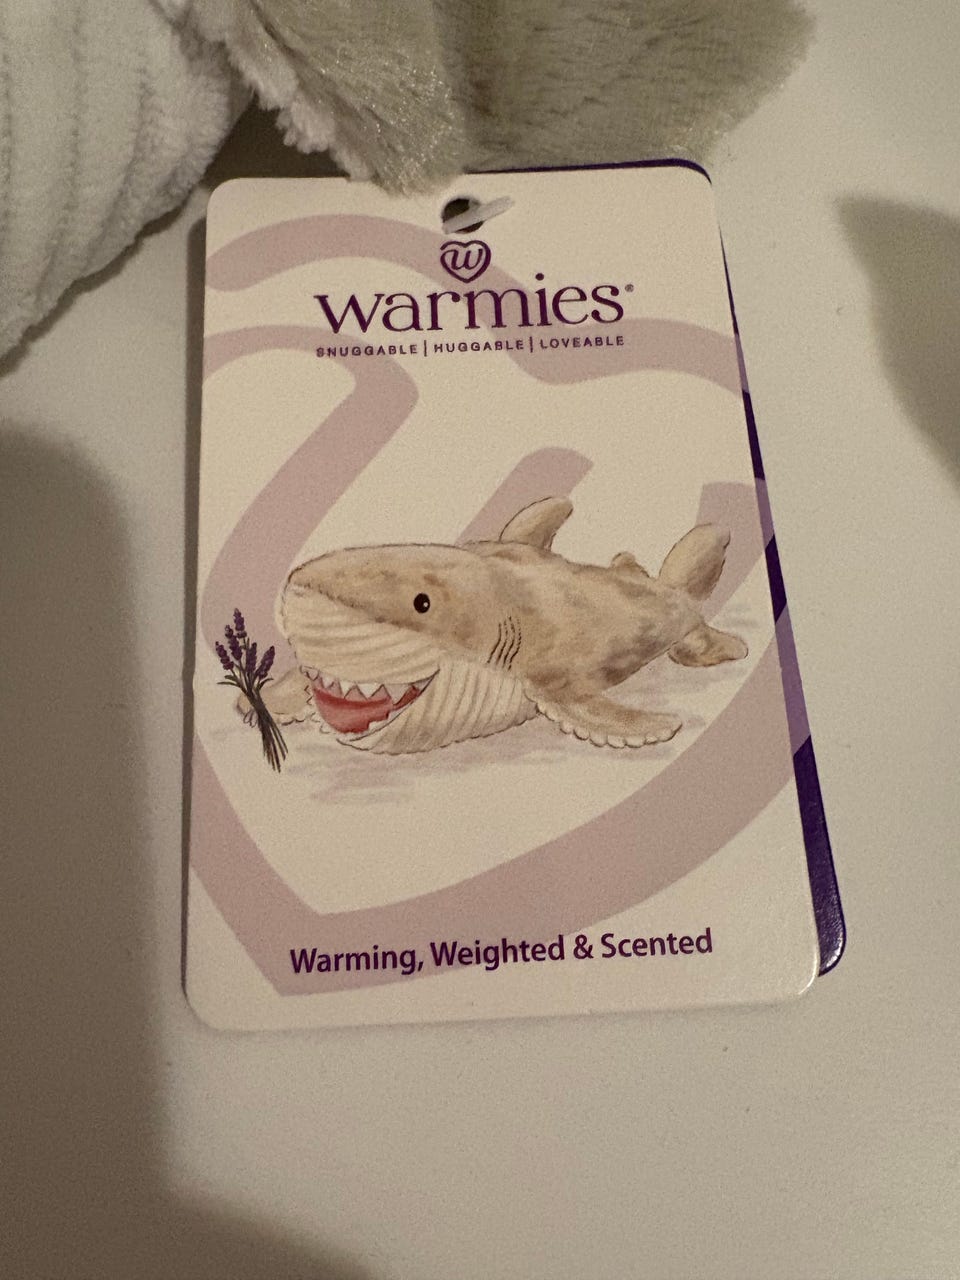 w
warmies®
SNUGGABLE | HUGGABLE | LOVEABLE
Warming, Weighted & Scented